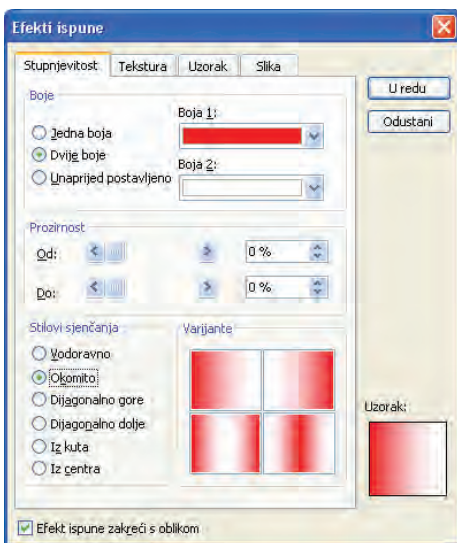 Efekti ispune
Stupnjevitost Tekstura Uzorak Slika
U redu
Odustani
Boje
Jedna boja
Dvije boje
Unaprijed postavljeno
Boja 1:
Boja 2:
Prozirnost
Od: 0 %
Do: 0 %
Stilovi sjenčanja
Vodoravno
Okomito
Dijagonalno gore
Dijagonalno dolje
Iz kuta
Iz centra
Varijante
Uzorak:
Efekt ispune zakreći s oblikom